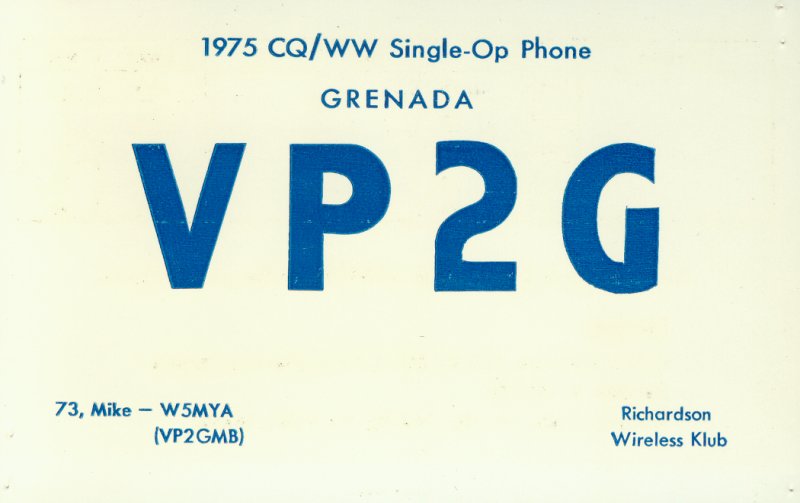 1975 CQ/WW Single-Op Phone
GRENADA
VP2G
73, Mike — W5MYA
(VP2GMB)
Richardson
Wireless Klub